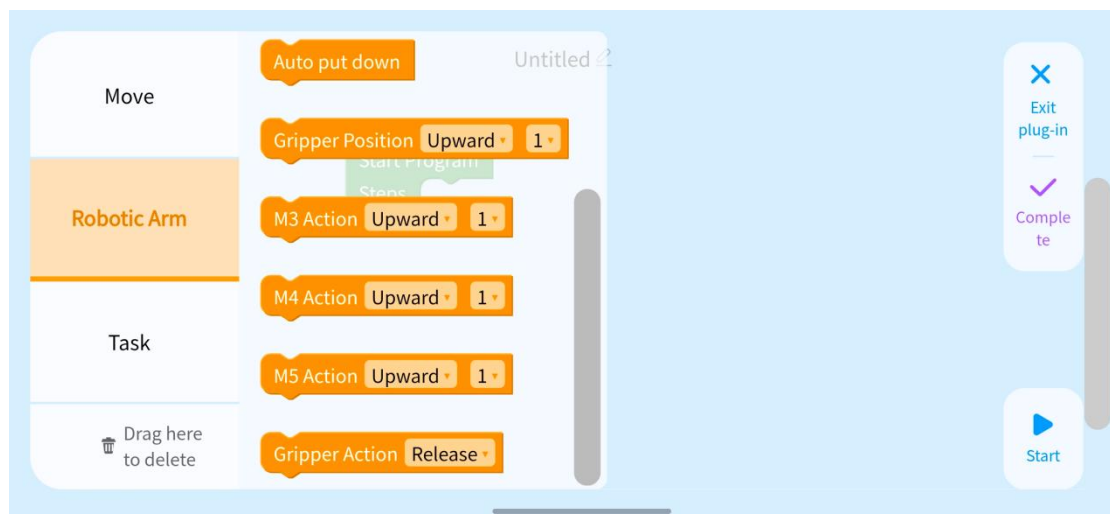 Move
Robotic Arm
Task
Drag here
to delete
Auto put down
Untitled
Gripper Position Upward 1
Start Program
Steps
M3 Action Upward 1
M4 Action Upward 1
M5 Action Upward 1
Gripper Action Release
Exit
plug-in
Comple
te
Start